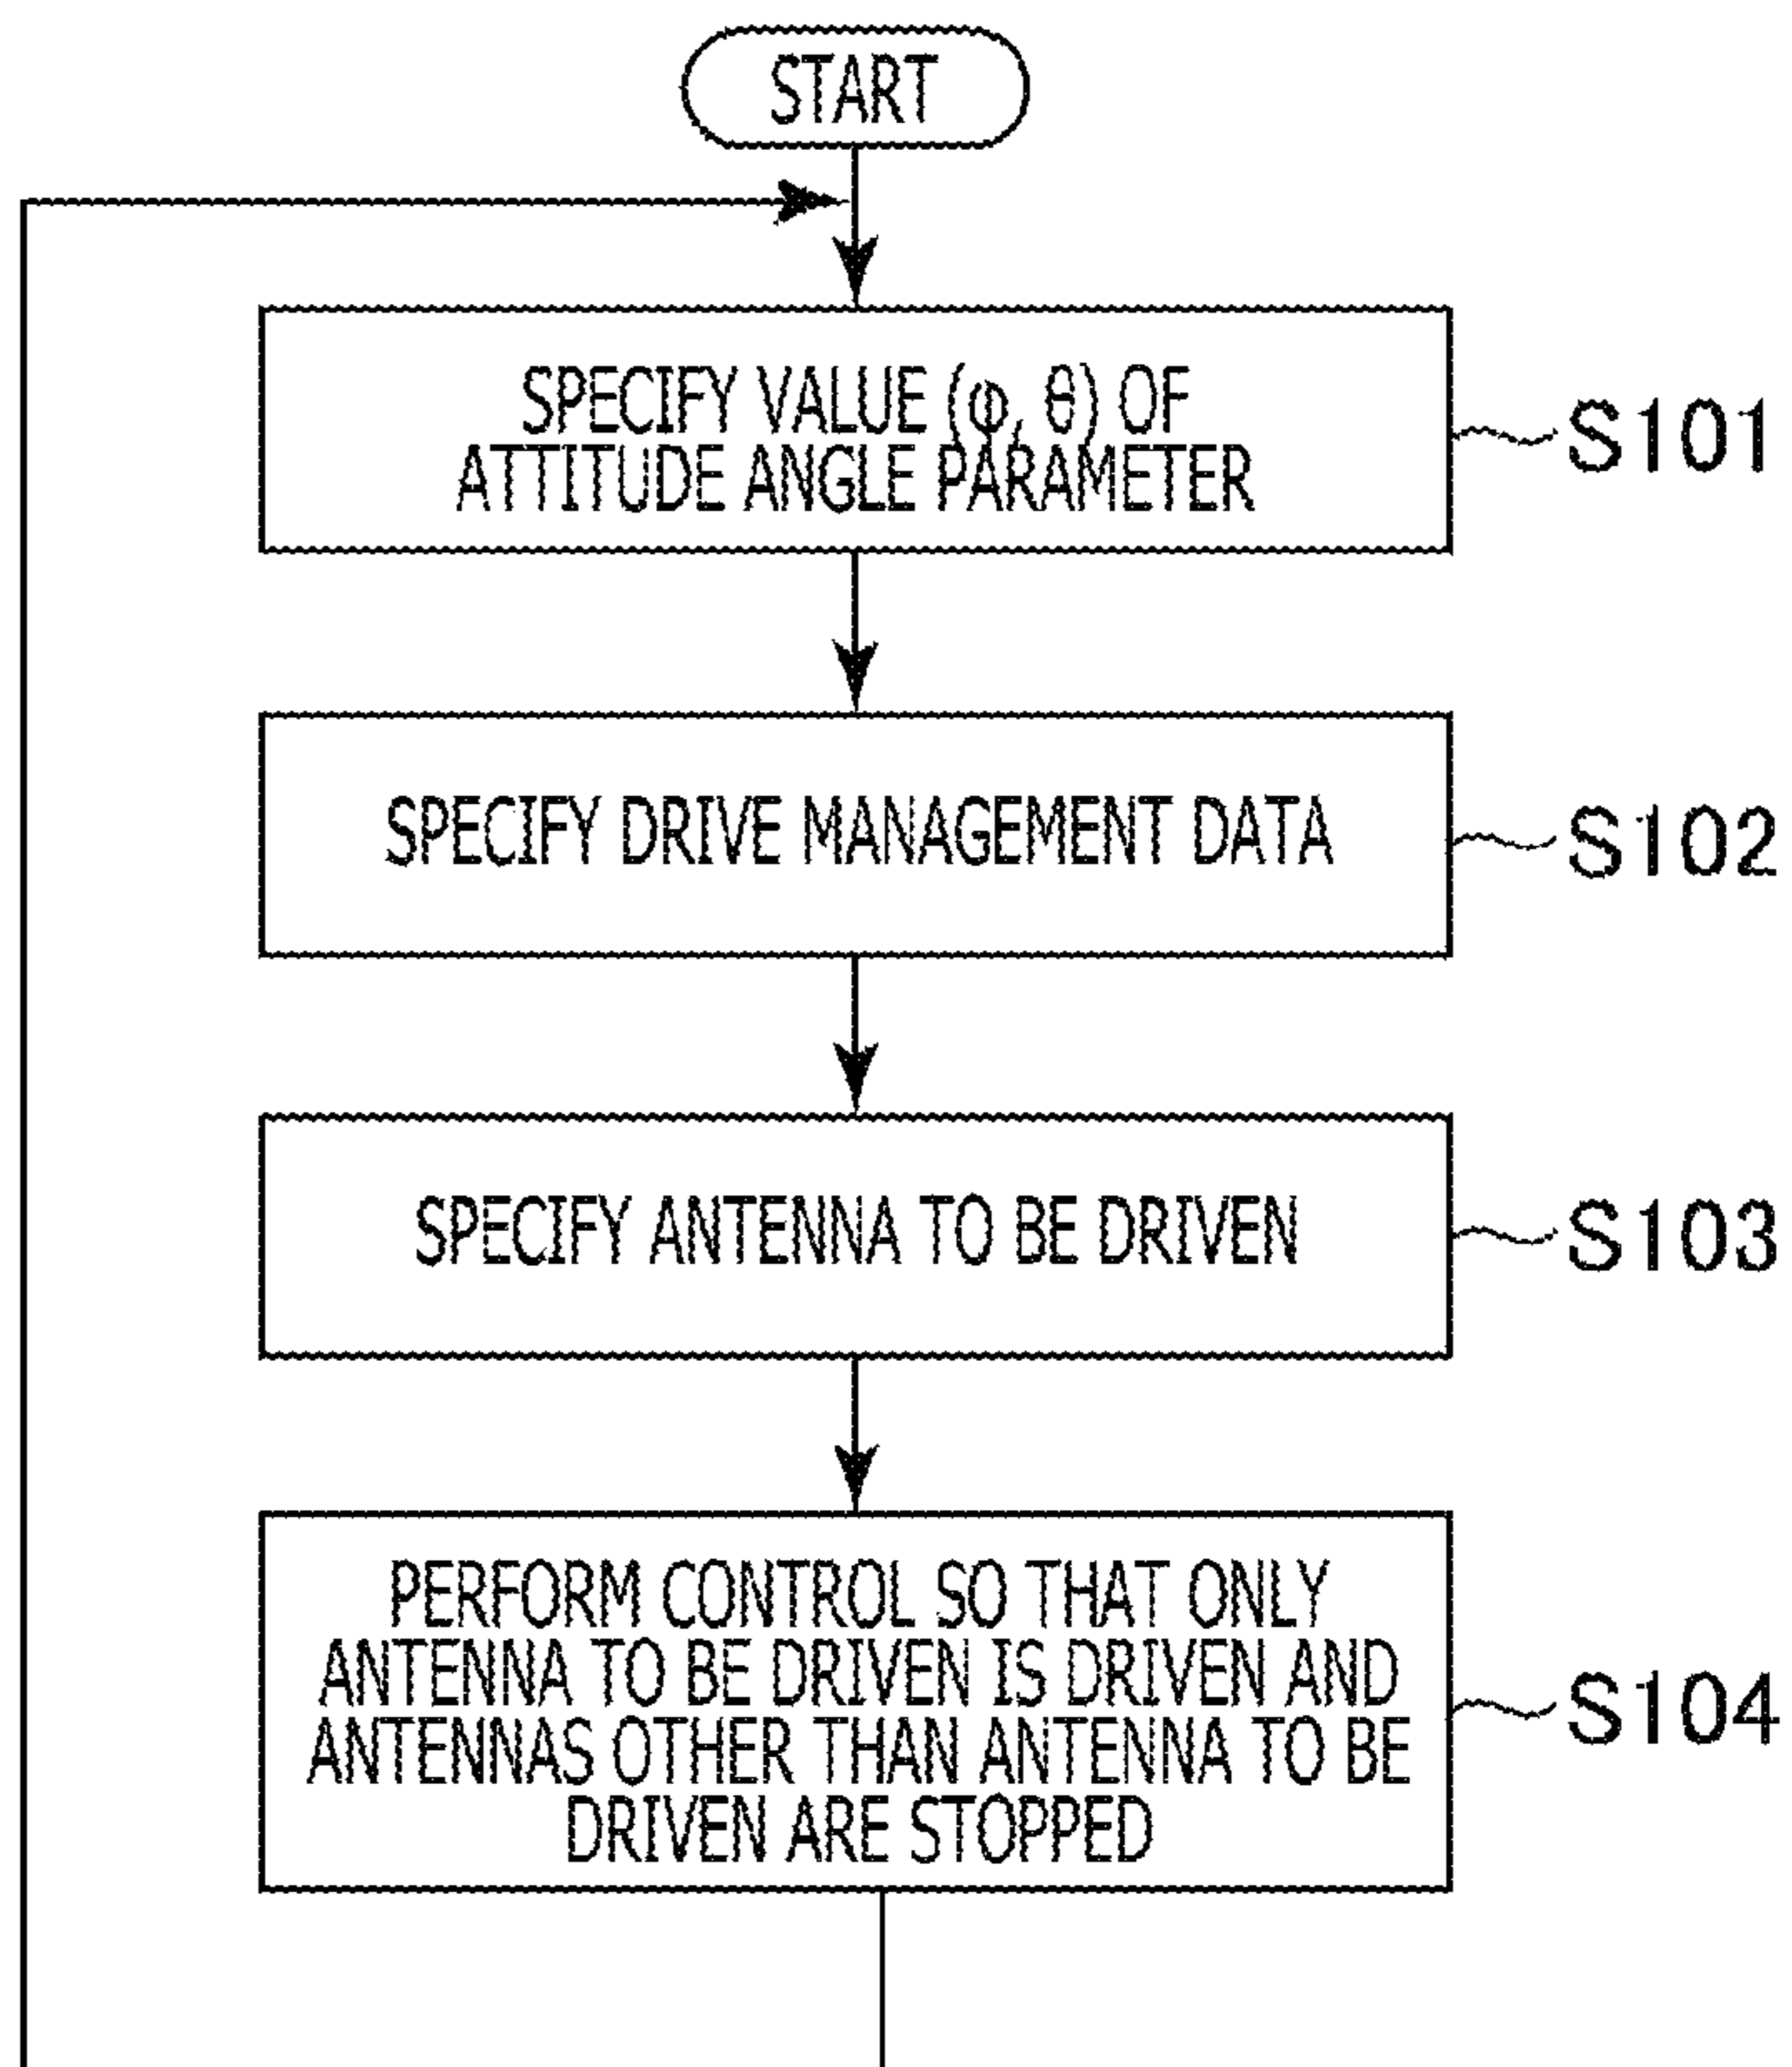 START
SPECIFY VALUE (φ, θ) OF
ATTITUDE ANGLE PARAMETER
S101
SPECIFY DRIVE MANAGEMENT DATA
S102
SPECIFY ANTENNA TO BE DRIVEN
S103
PERFORM CONTROL SO THAT ONLY
ANTENNA TO BE DRIVEN IS DRIVEN AND
ANTENNAS OTHER THAN ANTENNA TO BE
DRIVEN ARE STOPPED
S104